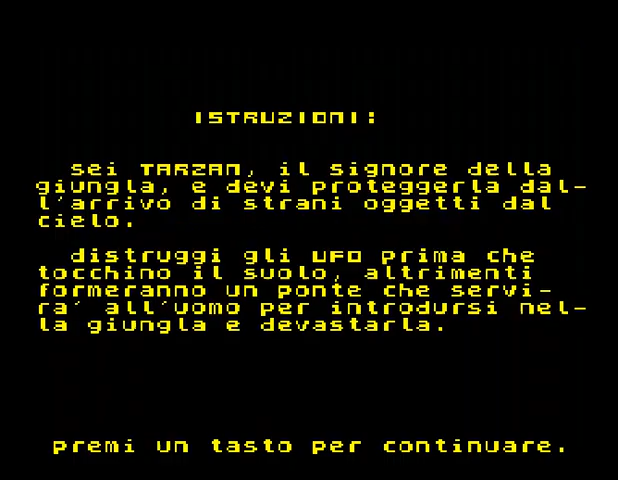 ISTRUZIONI:
sei TARZAN, il signore della
giungla, e devi proteggerla dal-
l'arrivo di strani oggetti dal
cielo.
distruggi gli UFO prima che
tocchino il suolo, altrimenti
formeranno un ponte che servi-
ra' all'uomo per introdursi nel-
la giungla e devastarla.
premi un tasto per continuare.